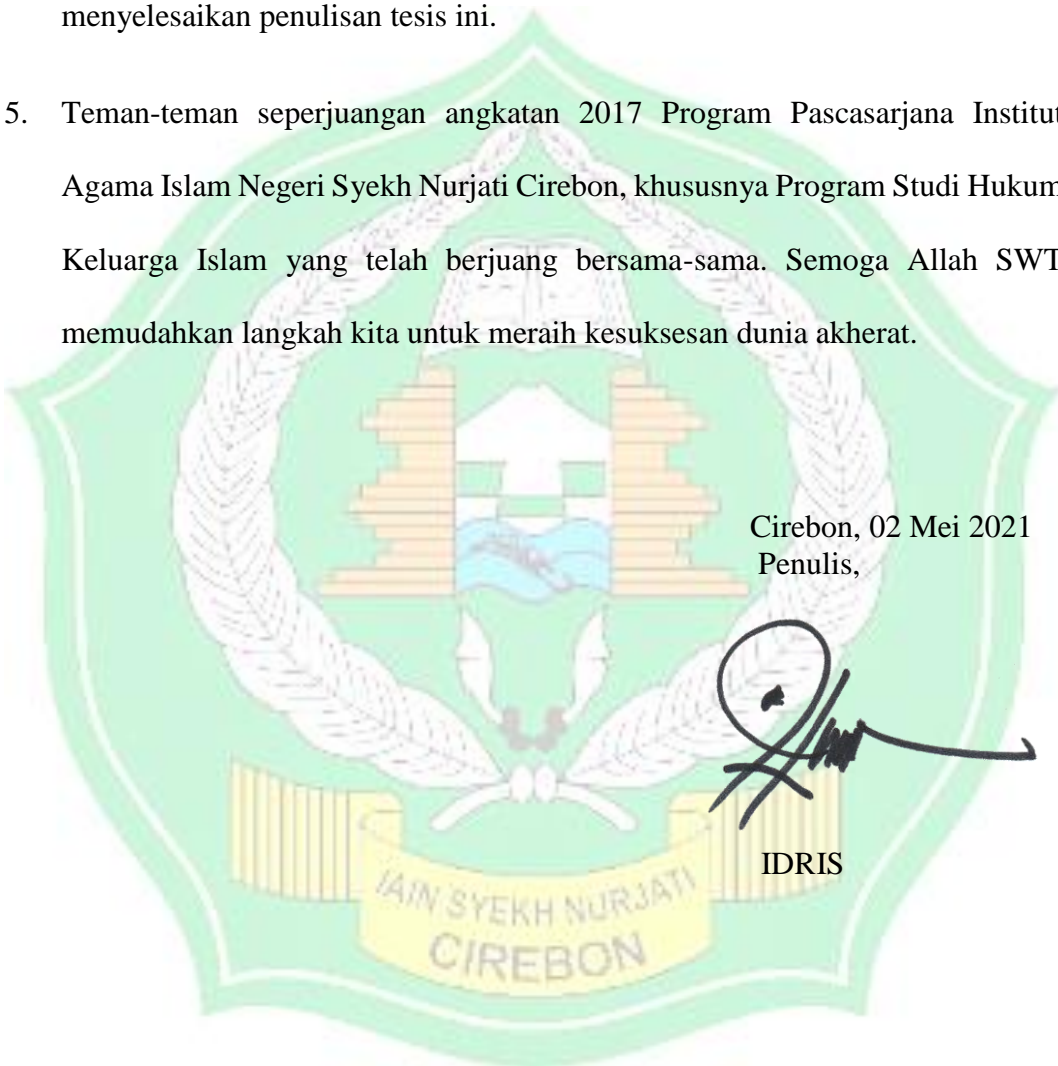 menyelesaikan penulisan tesis ini.
5. Teman-teman seperjuangan angkatan 2017 Program Pascasarjana Institut
Agama Islam Negeri Syekh Nurjati Cirebon, khususnya Program Studi Hukum
Keluarga Islam yang telah berjuang bersama-sama. Semoga Allah SWT
memudahkan langkah kita untuk meraih kesuksesan dunia akherat.
Cirebon, 02 Mei 2021
Penulis,
IDRIS
IAIN SYEKH NURJATI
CIREBON